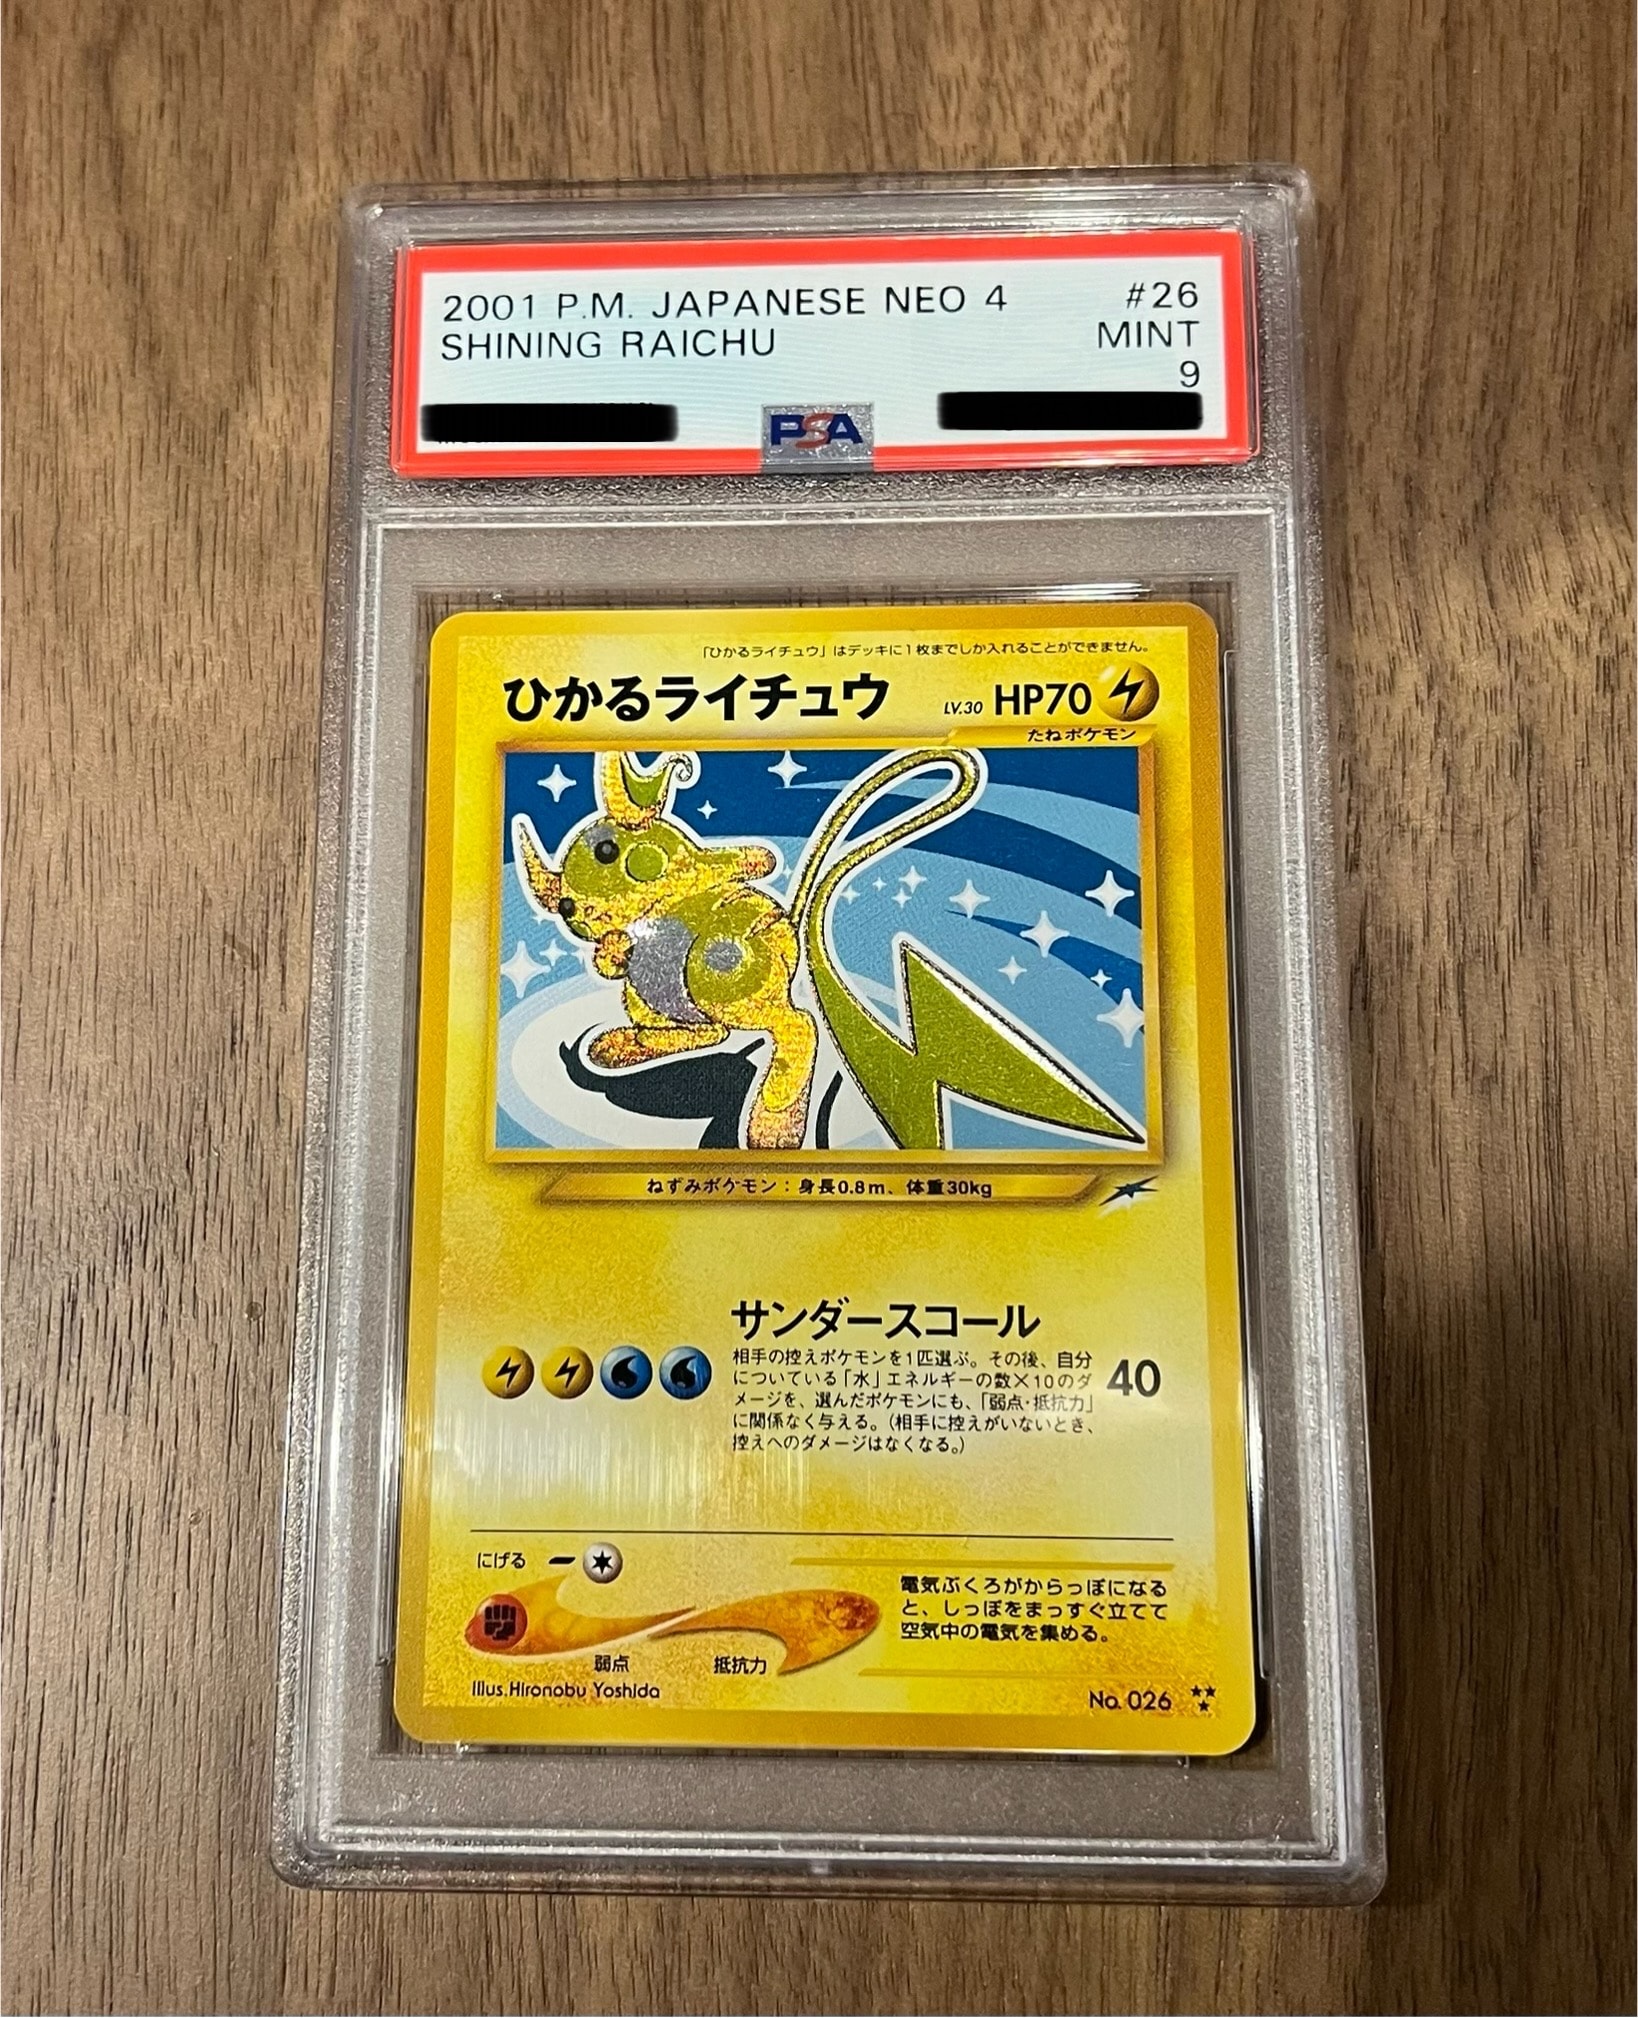 2001 P.M. JAPANESE NEO 4 #26
SHINING RAICHU MINT
9
PSA
「ひかるライチュウ」はデッキに1枚までしか入れることができません。
ひかるライチュウ LV.30 HP70
たねポケモン
ねずみポケモン：身長0.8m、体重30kg
サンダースコール
相手の控えポケモンを1匹選ぶ。その後、自分
についている「水」エネルギーの数×10のダ
メージを、選んだポケモンにも、「弱点・抵抗力」
に関係なく与える。（相手に控えがいないとき、
控えへのダメージはなくなる。）
40
にげる
弱点 抵抗力
電気ぶくろがからっぽになる
と、しっぽをまっすぐ立てて
空気中の電気を集める。
Illus.Hironobu Yoshida
No. 026